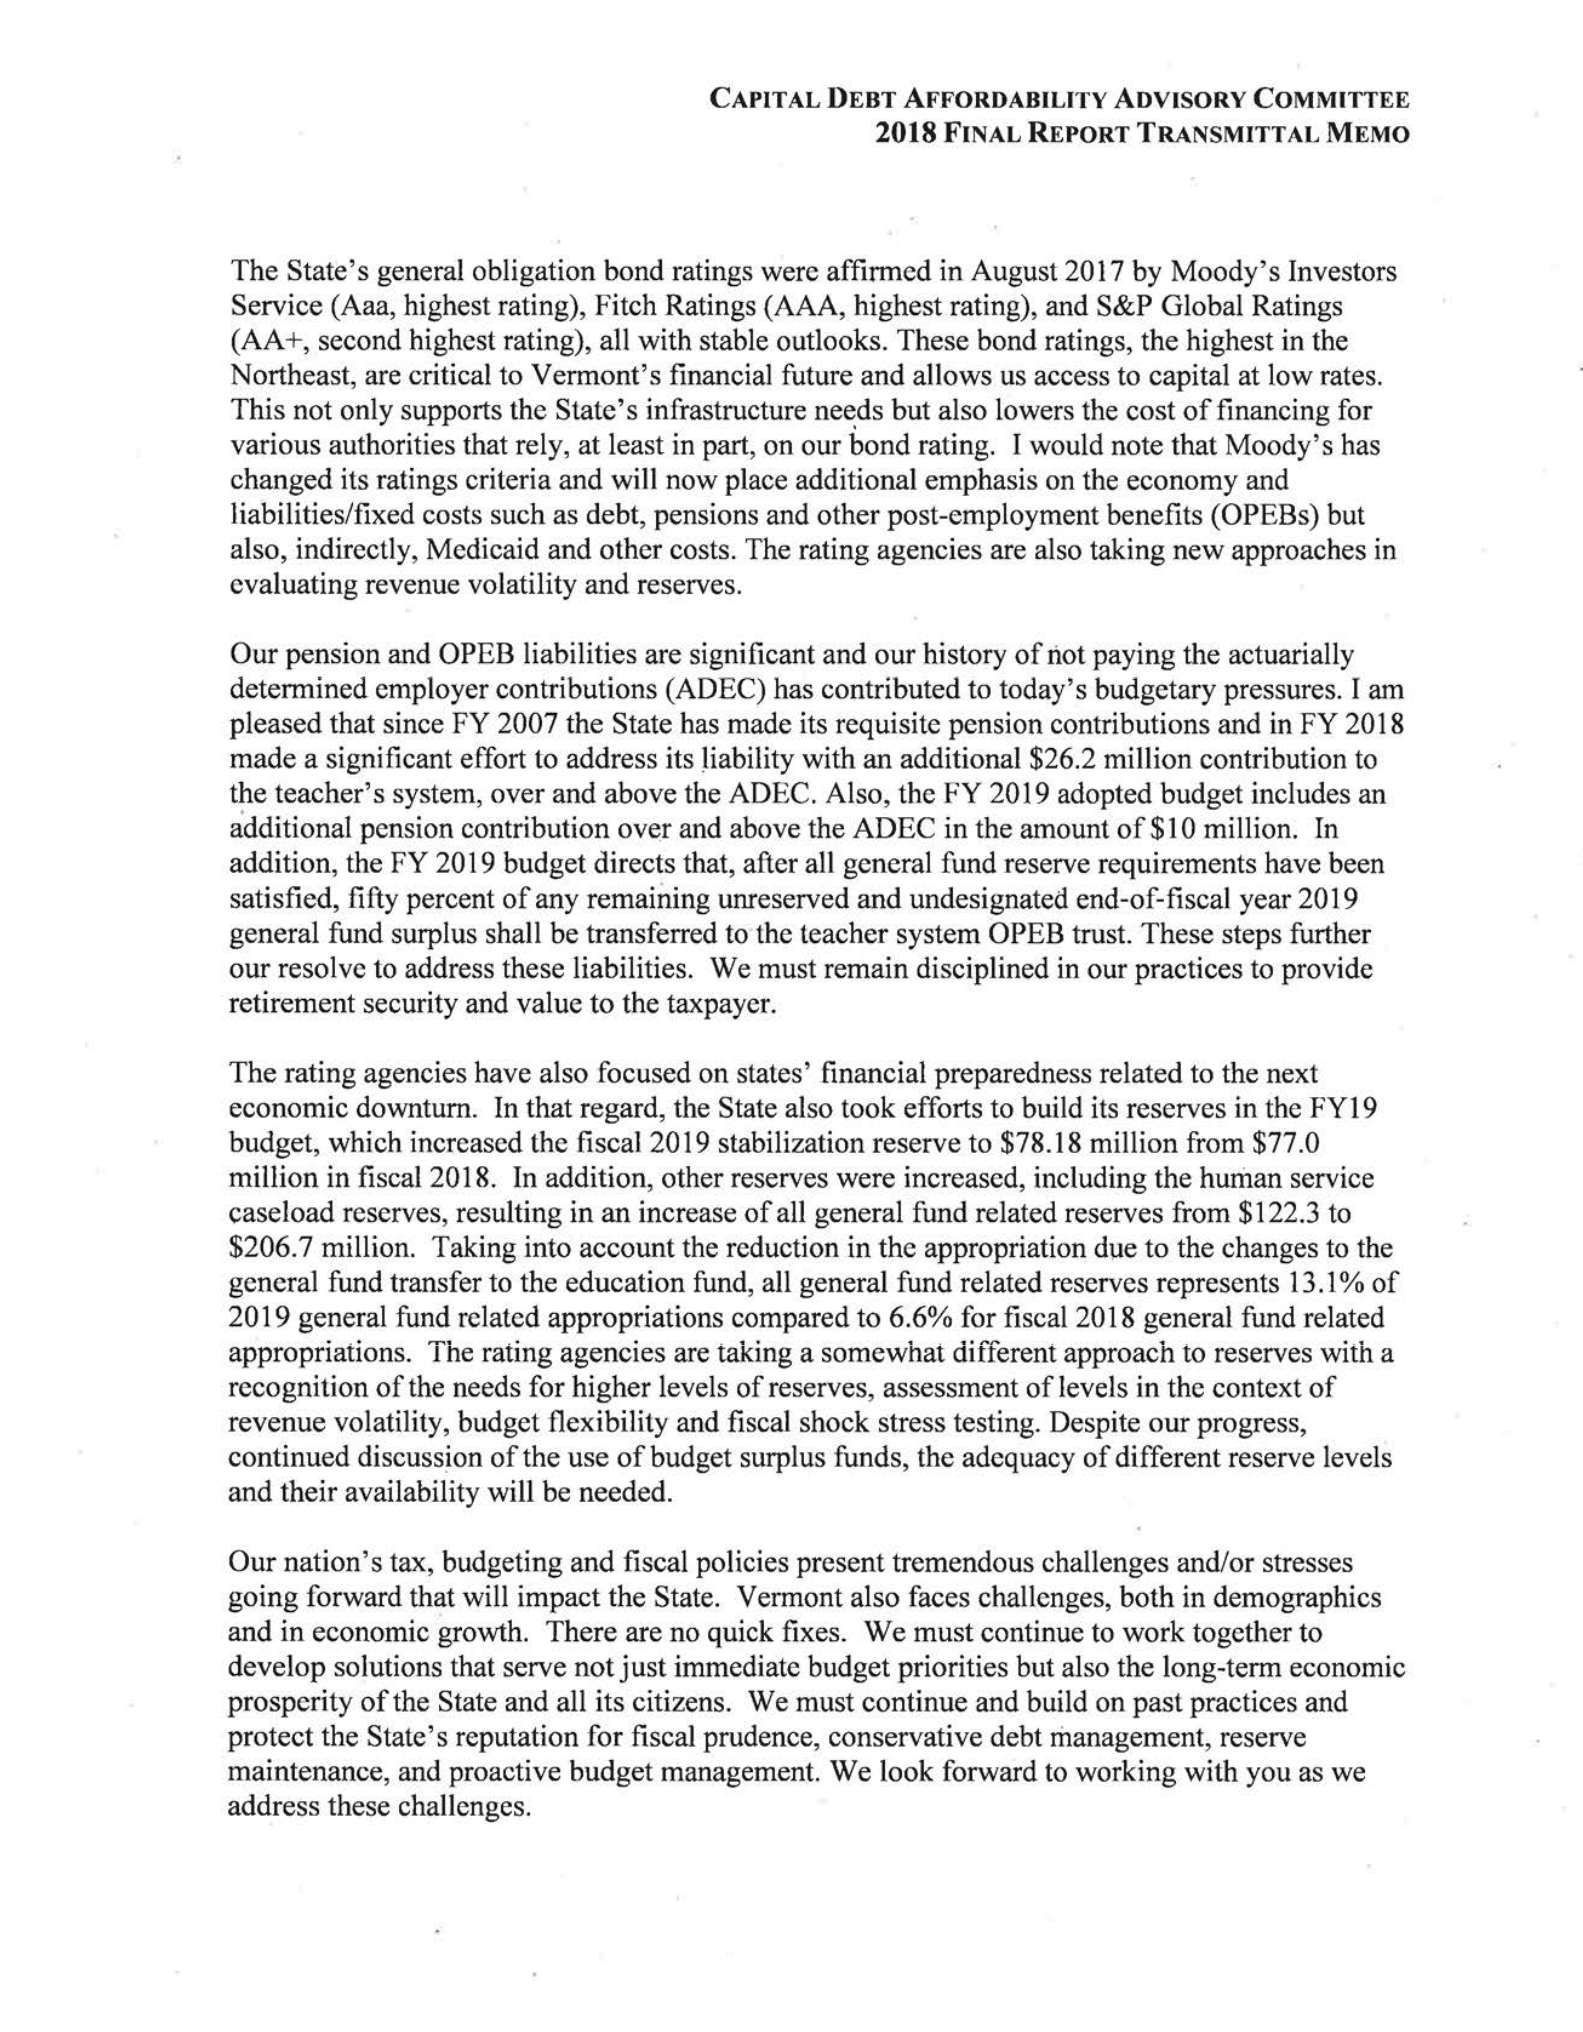 CAPITAL DEBT AFFORDABILITY ADVISORY COMMITTEE
2018 FINAL REPORT TRANSMITTAL MEMO
The State's general obligation bond ratings were affirmed in August 2017 by Moody's Investors
Service (Aaa, highest rating), Fitch Ratings (AAA, highest rating), and S&P Global Ratings
(AA+, second highest rating), all with stable outlooks. These bond ratings, the highest in the
Northeast, are critical to Vermont's financial future and allows us access to capital at low rates.
This not only supports the State's infrastructure needs but also lowers the cost of financing for
various authorities that rely, at least in part, on our bond rating.  I would note that Moody's has
changed its ratings criteria and will now place additional emphasis on the economy and
liabilities/fixed costs such as debt, pensions and other post-employment benefits (OPEBs) but
also, indirectly, Medicaid and other costs. The rating agencies are also taking new approaches in
evaluating revenue volatility and reserves.
Our pension and OPEB liabilities are significant and our history of not paying the actuarially
determined employer contributions (ADEC) has contributed to today's budgetary pressures. I am
pleased that since FY 2007 the State has made its requisite pension contributions and in FY 2018
made a significant effort to address its liability with an additional $26.2 million contribution to
the teacher's system, over and above the ADEC. Also, the FY 2019 adopted budget includes an
additional pension contribution over and above the ADEC in the amount of $10 million.  In
addition, the FY 2019 budget directs that, after all general fund reserve requirements have been
satisfied, fifty percent of any remaining unreserved and undesignated end-of-fiscal year 2019
general fund surplus shall be transferred to the teacher system OPEB trust. These steps further
our resolve to address these liabilities.  We must remain disciplined in our practices to provide
retirement security and value to the taxpayer.
The rating agencies have also focused on states' financial preparedness related to the next
economic downturn.  In that regard, the State also took efforts to build its reserves in the FY19
budget, which increased the fiscal 2019 stabilization reserve to $78.18 million from $77.0
million in fiscal 2018.  In addition, other reserves were increased, including the human service
caseload reserves, resulting in an increase of all general fund related reserves from $122.3 to
$206.7 million.  Taking into account the reduction in the appropriation due to the changes to the
general fund transfer to the education fund, all general fund related reserves represents 13.1% of
2019 general fund related appropriations compared to 6.6% for fiscal 2018 general fund related
appropriations.  The rating agencies are taking a somewhat different approach to reserves with a
recognition of the needs for higher levels of reserves, assessment of levels in the context of
revenue volatility, budget flexibility and fiscal shock stress testing. Despite our progress,
continued discussion of the use of budget surplus funds, the adequacy of different reserve levels
and their availability will be needed.
Our nation's tax, budgeting and fiscal policies present tremendous challenges and/or stresses
going forward that will impact the State.  Vermont also faces challenges, both in demographics
and in economic growth.  There are no quick fixes.  We must continue to work together to
develop solutions that serve not just immediate budget priorities but also the long-term economic
prosperity of the State and all its citizens.  We must continue and build on past practices and
protect the State's reputation for fiscal prudence, conservative debt management, reserve
maintenance, and proactive budget management. We look forward to working with you as we
address these challenges.